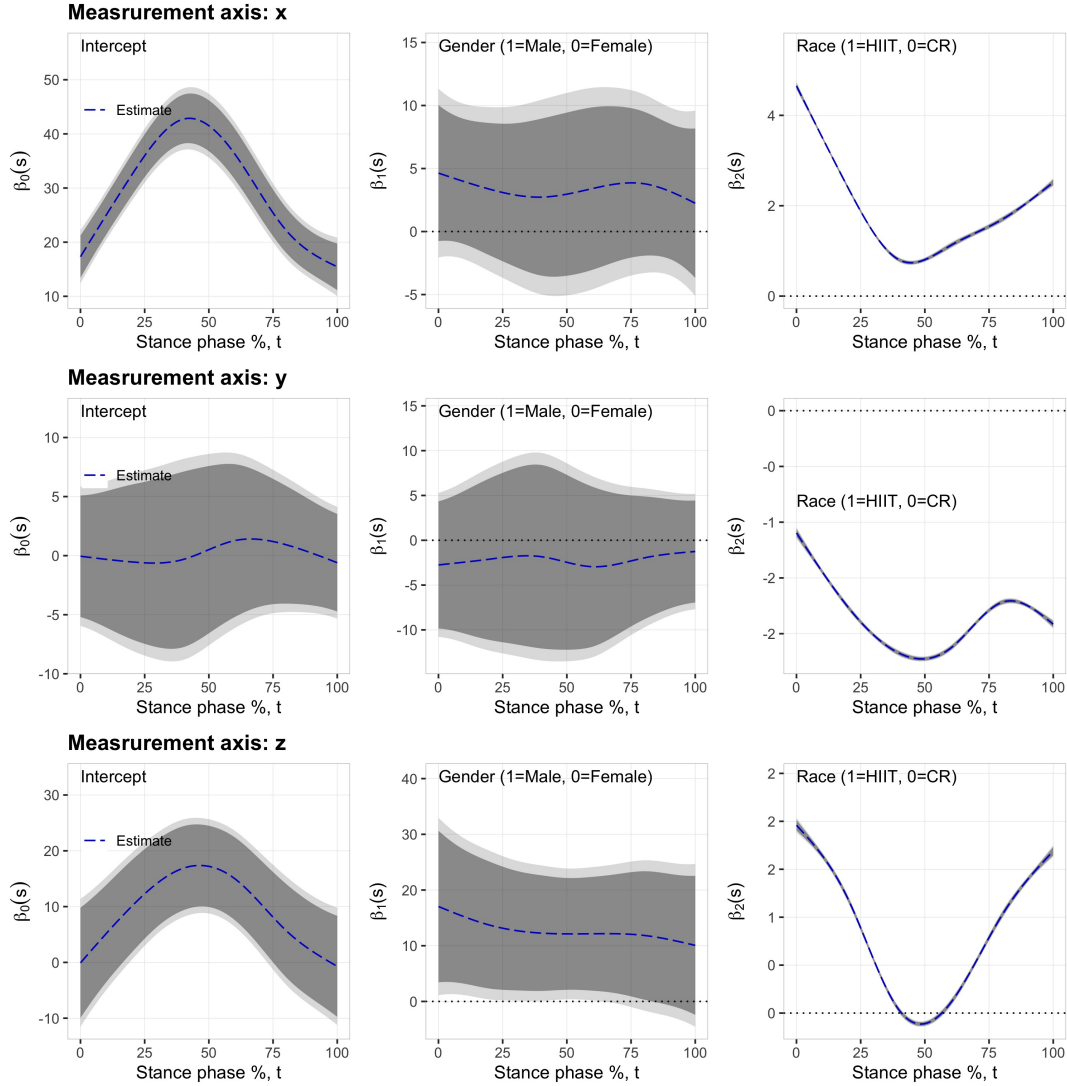 Measrurement axis: x
Intercept
Estimate
50
40
30
20
10
0 25 50 75 100
β0(s)
Stance phase %, t
Gender (1=Male, 0=Female)
15
10
5
0
-5
0 25 50 75 100
β1(s)
Stance phase %, t
Race (1=HIIT, 0=CR)
4
2
0
0 25 50 75 100
β2(s)
Stance phase %, t
Measrurement axis: y
Intercept
Estimate
10
5
0
-5
-10
0 25 50 75 100
β0(s)
Stance phase %, t
Gender (1=Male, 0=Female)
15
10
5
0
-5
-10
0 25 50 75 100
β1(s)
Stance phase %, t
Race (1=HIIT, 0=CR)
0
-0
-1
-2
-2
0 25 50 75 100
β2(s)
Stance phase %, t
Measrurement axis: z
Intercept
Estimate
30
20
10
0
-10
0 25 50 75 100
β0(s)
Stance phase %, t
Gender (1=Male, 0=Female)
40
30
20
10
0
0 25 50 75 100
β1(s)
Stance phase %, t
Race (1=HIIT, 0=CR)
2
2
2
1
0
0
0 25 50 75 100
β2(s)
Stance phase %, t